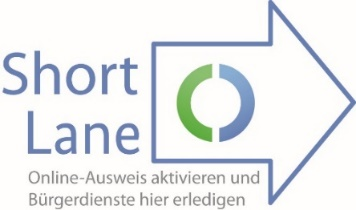 Short
Lane
Online-Ausweis aktivieren und
Bürgerdienste hier erledigen